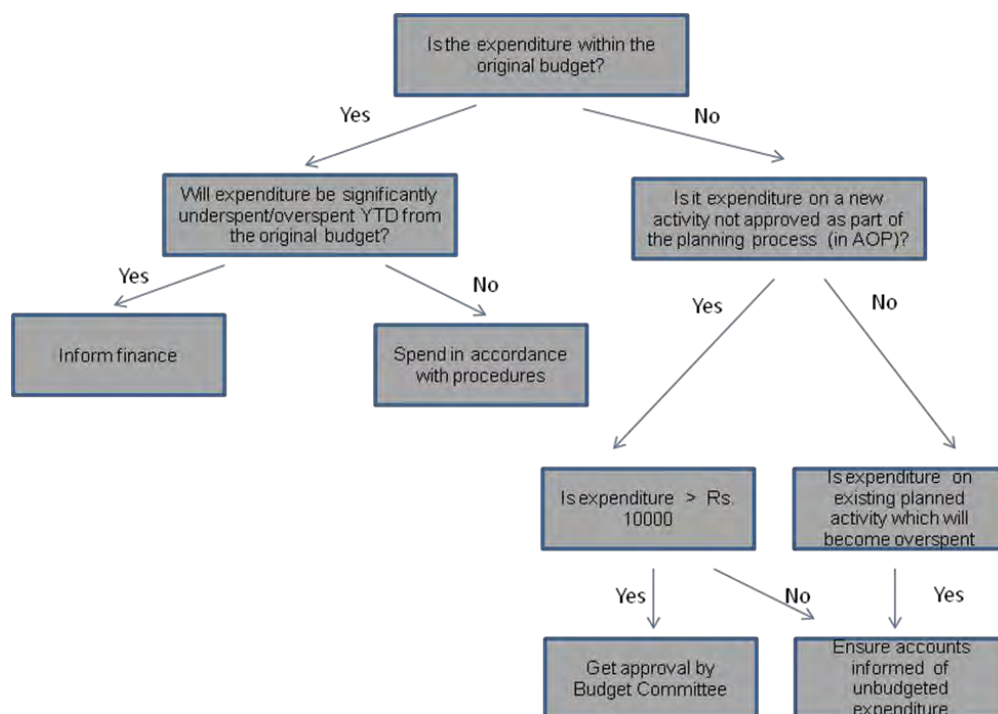 Is the expenditure within the
original budget?
Yes
No
Will expenditure be significantly
underspent/overspent YTD from
the original budget?
Is it expenditure on a new
activity not approved as part of
the planning process (in AOP)?
Yes
No
Yes
No
Inform finance
Spend in accordance
with procedures
Is expenditure > Rs.
10000
Is expenditure on
existing planned
activity which will
become overspent
Yes
No
Yes
Get approval by
Budget Committee
Ensure accounts
informed of
unbudgeted
expenditure